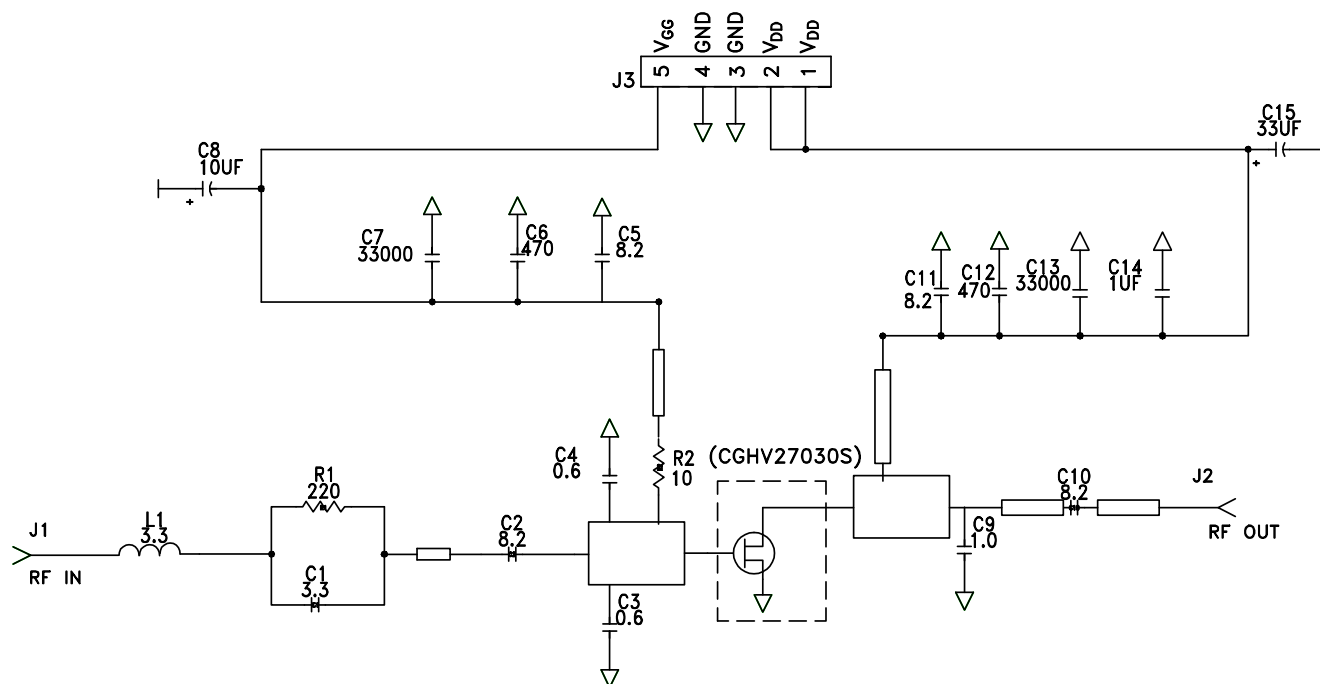 VGG
GND
GND
VDD
VDD
J3
5
4
3
2
1
C15
33UF
+
C8
10UF
+
C7
33000
C6
470
C5
8.2
C11
8.2
C12
470
C13
33000
C14
1UF
C4
0.6
R2
10
(CGHV27030S)
R1
220
C10
8.2
J2
RF OUT
J1
RF IN
L1
3.3
C2
8.2
C9
1.0
C1
3.3
C3
0.6